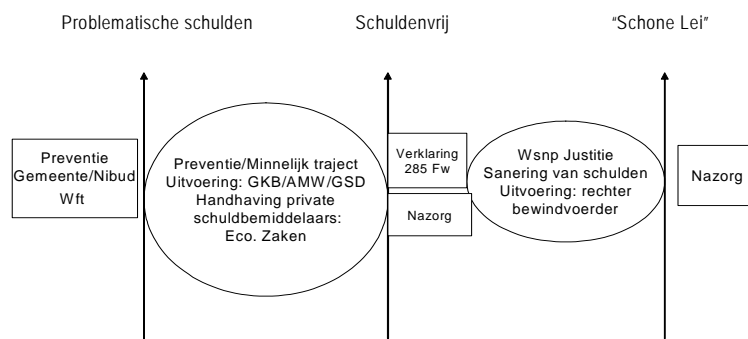 Problematische schulden
Schuldenvrij
"Schone Lei"
Preventie
Gemeente/Nibud
Wft
Preventie/Minnelijk traject
Uitvoering: GKB/AMW/GSD
Handhaving private
schuldbemiddelaars:
Eco. Zaken
Verklaring
285 Fw
Nazorg
Wsnp Justitie
Sanering van schulden
Uitvoering: rechter
bewindvoerder
Nazorg